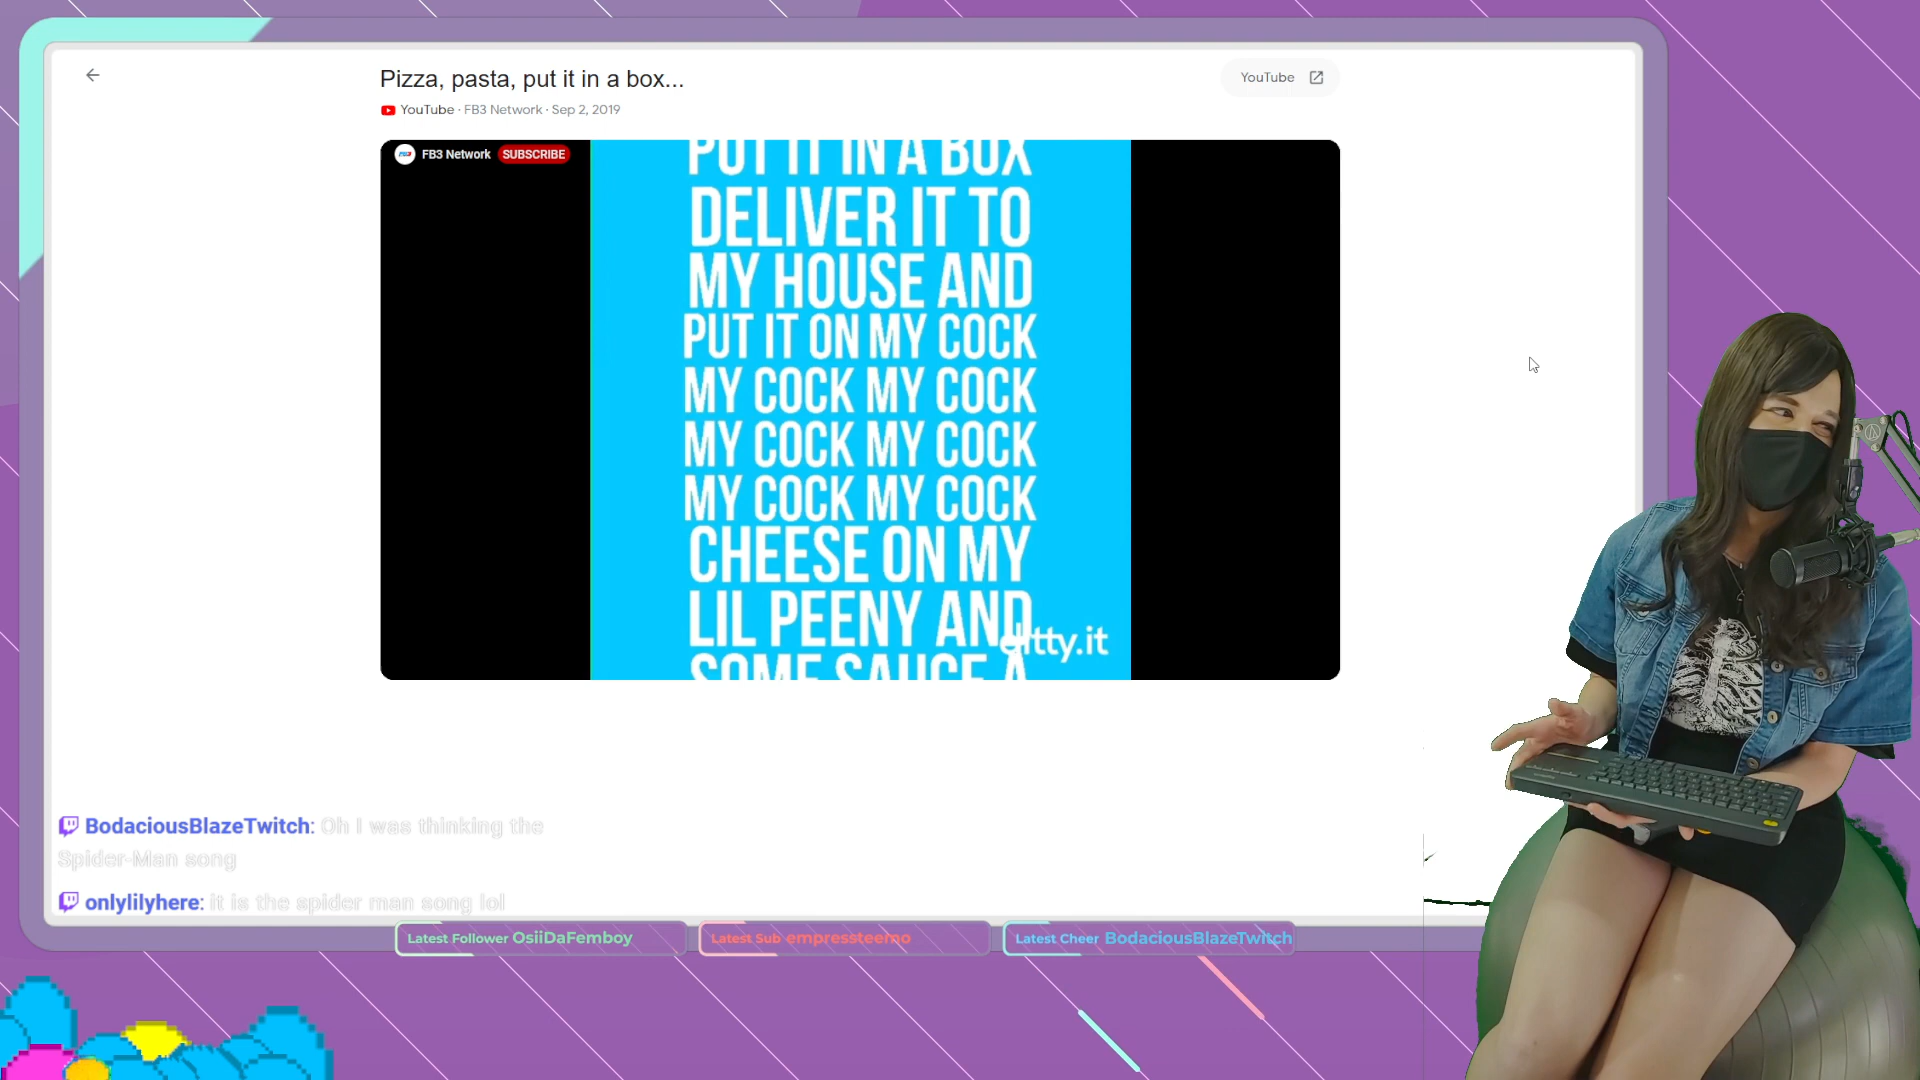 Pizza, pasta, put it in a box...
YouTube
YouTube · FB3 Network · Sep 2, 2019
FB3 Network SUBSCRIBE
PUT IT IN A BOX
DELIVER IT TO
MY HOUSE AND
PUT IT ON MY COCK
MY COCK MY COCK
MY COCK MY COCK
MY COCK MY COCK
CHEESE ON MY
LIL PEENY AND
SOME SAUCE A
ditty.it
BodaciousBlazeTwitch: Oh I was thinking the
Spider-Man song
onlylilyhere: it is the spider man song lol
Latest Follower OsiiDaFemboy
Latest Sub empressteemo
Latest Cheer BodaciousBlazeTwitch